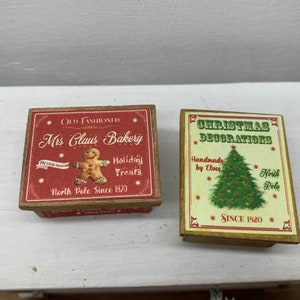 Old Fashioned
Mrs Claus Bakery
Holiday
Treats
North Pole Since 1820
CHRISTMAS
DECORATIONS
Handmade
by Elves
North
Pole
SINCE 1820